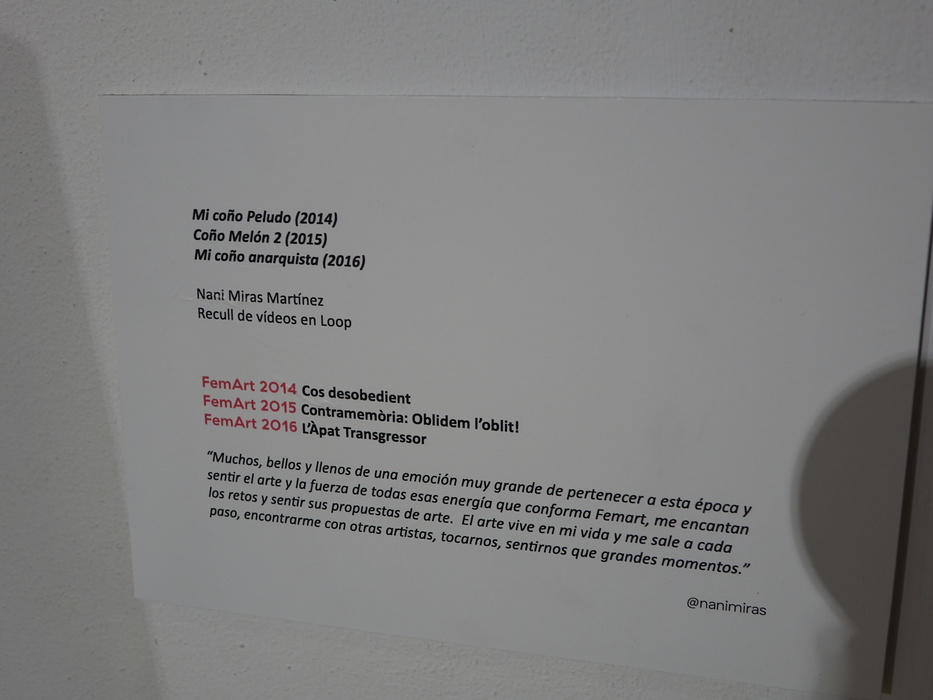 Mi coño Peludo (2014)
Coño Melón 2 (2015)
Mi coño anarquista (2016)
Nani Miras Martínez
Recull de vídeos en Loop
FemArt 2014 Cos desobedient
FemArt 2015 Contramemòria: Oblidem l'oblit!
FemArt 2016 L'Àpat Transgressor
"Muchos, bellos y llenos de una emoción muy grande de pertenecer a esta época y
sentir el arte y la fuerza de todas esas energía que conforma Femart, me encantan
los retos y sentir sus propuestas de arte. El arte vive en mi vida y me sale a cada
paso, encontrarme con otras artistas, tocarnos, sentirnos que grandes momentos."
@nanimiras